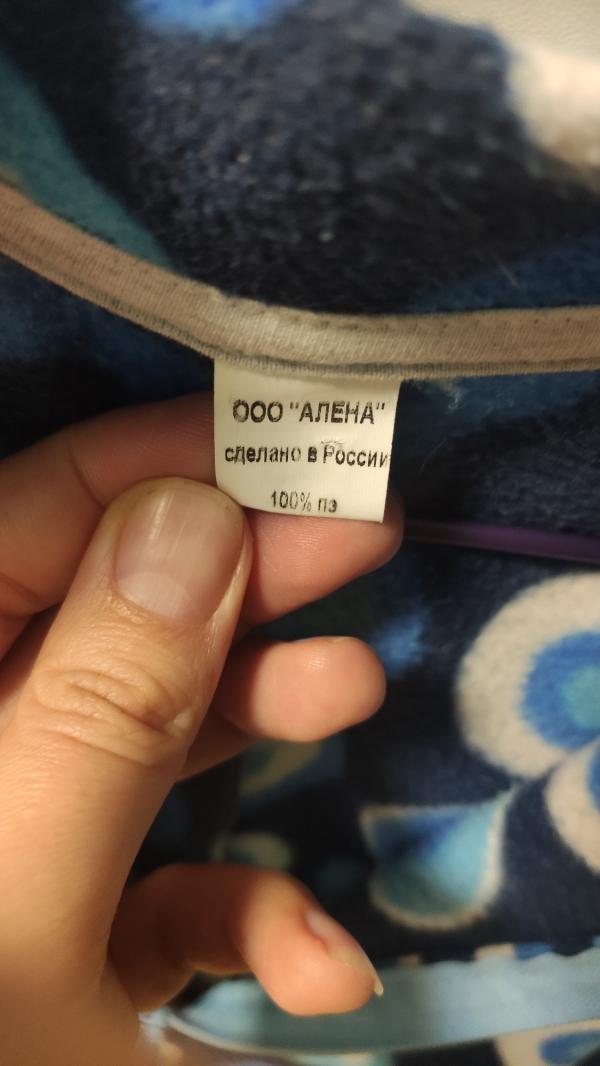 ООО "АЛЕНА"
сделано в России
100% пэ